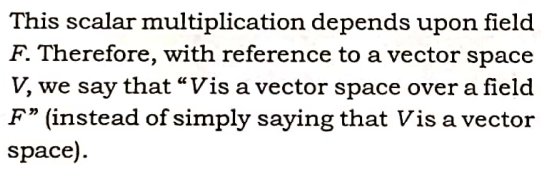 This scalar multiplication depends upon field
F. Therefore, with reference to a vector space
V, we say that “V is a vector space over a field
F” (instead of simply saying that V is a vector
space).